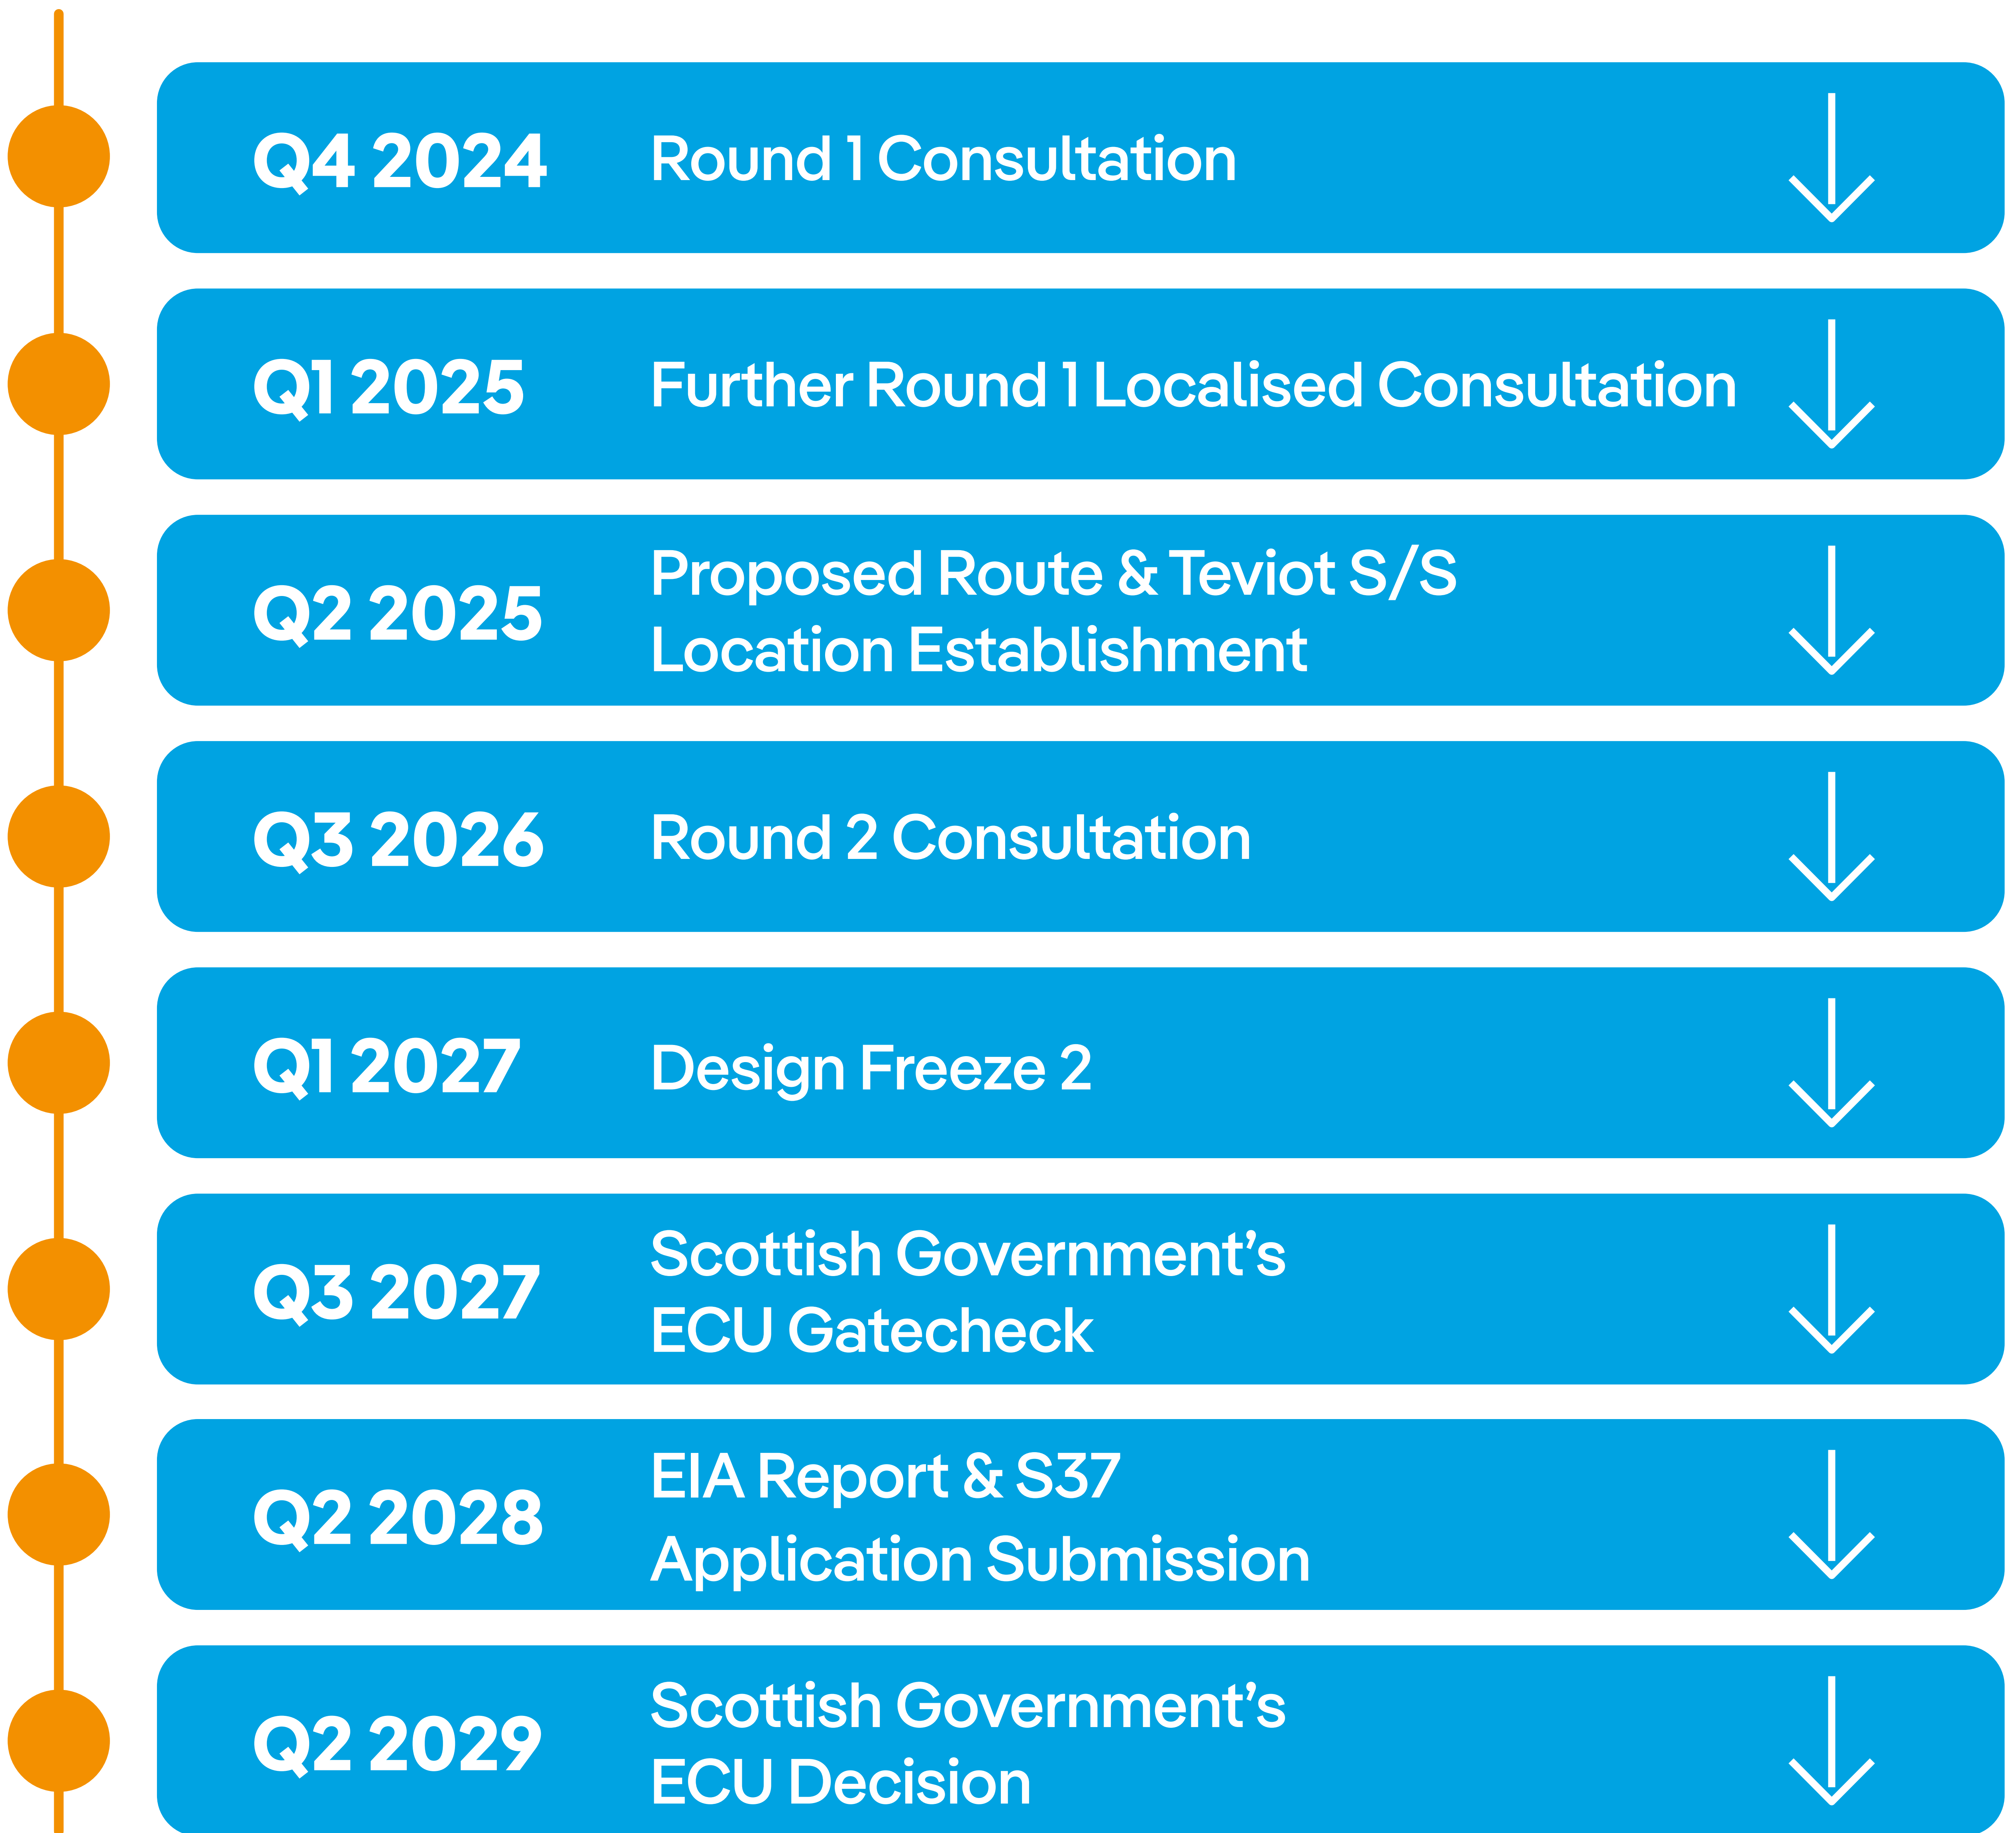 Q4 2024 Round 1 Consultation
Q1 2025 Further Round 1 Localised Consultation
Q2 2025 Proposed Route & Teviot S/S
Location Establishment
Q3 2026 Round 2 Consultation
Q1 2027 Design Freeze 2
Q3 2027 Scottish Government’s
ECU Gatecheck
Q2 2028 EIA Report & S37
Application Submission
Q2 2029 Scottish Government’s
ECU Decision